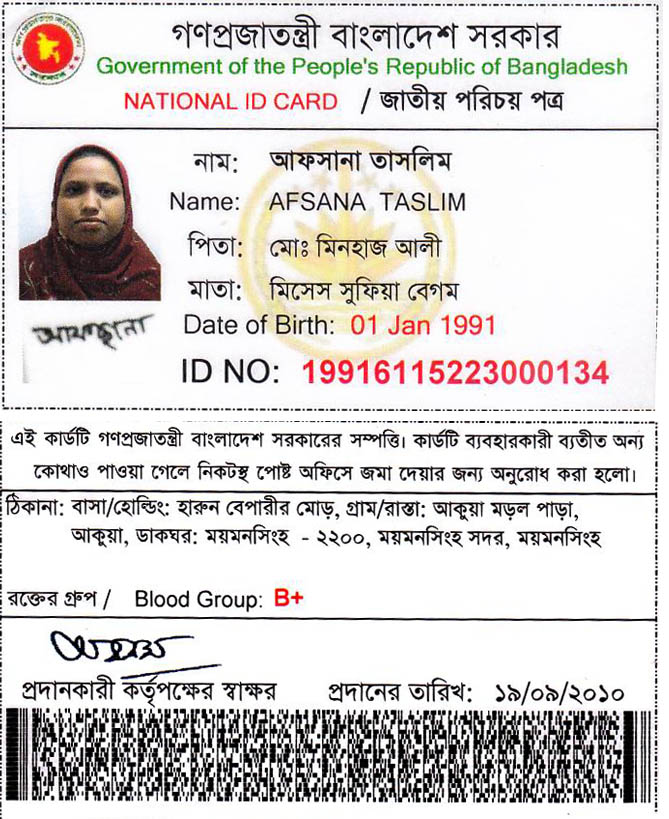 গণপ্রজাতন্ত্রী বাংলাদেশ সরকার
Government of the People's Republic of Bangladesh
NATIONAL ID CARD / জাতীয় পরিচয় পত্র
নাম: আফসানা তাসলিম
Name: AFSANA TASLIM
পিতা: মোঃ মিনহাজ আলী
মাতা: মিসেস সুফিয়া বেগম
আফছানা
Date of Birth: 01 Jan 1991
ID NO: 19916115223000134
এই কার্ডটি গণপ্রজাতন্ত্রী বাংলাদেশ সরকারের সম্পত্তি। কার্ডটি ব্যবহারকারী ব্যতীত অন্য
কোথাও পাওয়া গেলে নিকটস্থ পোষ্ট অফিসে জমা দেয়ার জন্য অনুরোধ করা হলো।
ঠিকানা: বাসা/হোল্ডিং: হারুন বেপারীর মোড়, গ্রাম/রাস্তা: আকুয়া মড়ল পাড়া,
আকুয়া, ডাকঘর: ময়মনসিংহ - ২২০০, ময়মনসিংহ সদর, ময়মনসিংহ
রক্তের গ্রুপ / Blood Group: B+
প্রদানকারী কর্তৃপক্ষের স্বাক্ষর প্রদানের তারিখ: ১৯/০৯/২০১০